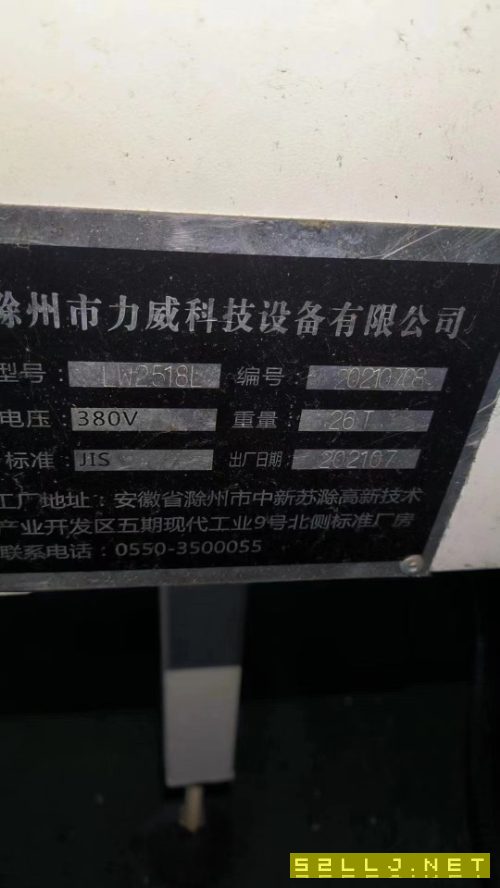 滁州市力威科技设备有限公司
型号: LW2518L 编号: 20210708
电压: 380V 重量: 26T
标准: JIS 出厂日期: 202107
工厂地址: 安徽省滁州市中新苏滁高新技术
产业开发区五期现代工业9号北侧标准厂房
联系电话: 0550-3500055
52LLJ.NET